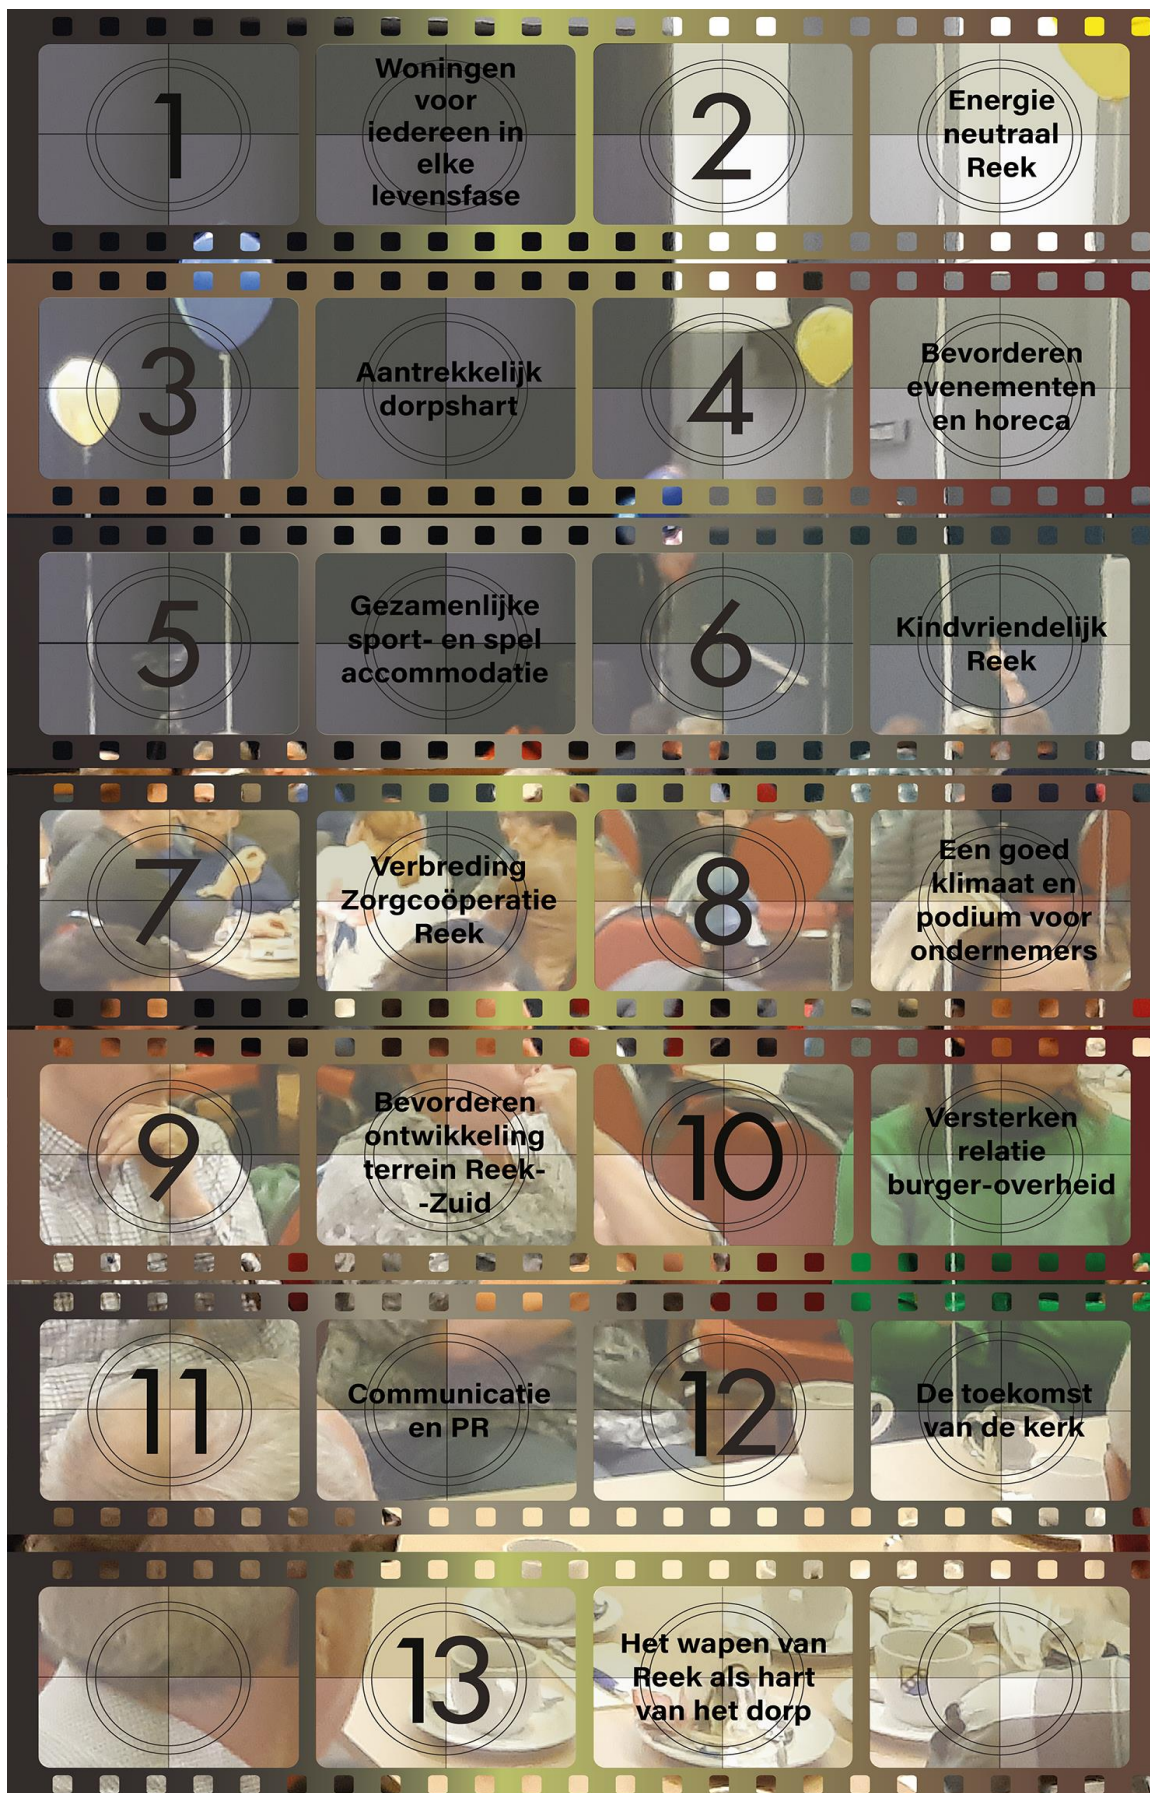 1
Woningen
voor
iedereen in
elke
levensfase
2
Energie
neutraal
Reek
3
Aantrekkelijk
dorpshart
4
Bevorderen
evenementen
en horeca
5
Gezamenlijke
sport- en spel
accommodatie
6
Kindvriendelijk
Reek
7
Verbreding
Zorgcoöperatie
Reek
8
Een goed
klimaat en
podium voor
ondernemers
9
Bevorderen
ontwikkeling
terrein Reek-
-Zuid
10
Versterken
relatie
burger-overheid
11
Communicatie
en PR
12
De toekomst
van de kerk
13
Het wapen van
Reek als hart
van het dorp